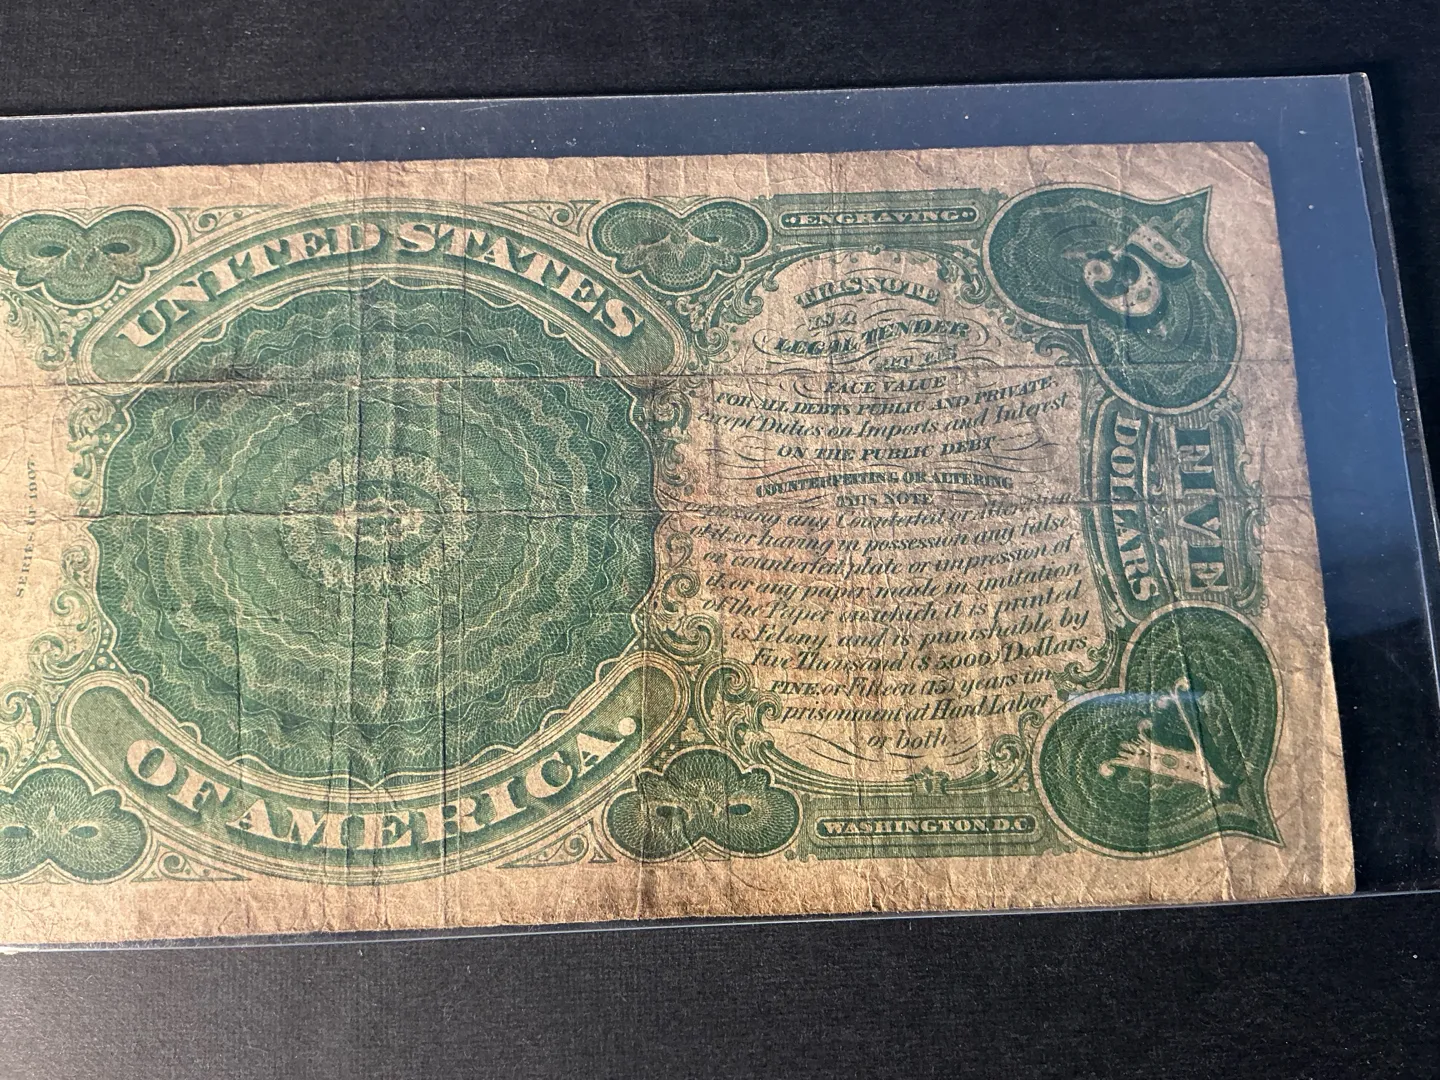 SERIES OF 1907.
UNITED STATES
OF AMERICA.
ENGRAVING
THIS NOTE
IS A
LEGAL TENDER
AT ITS
FACE VALUE
FOR ALL DEBTS PUBLIC AND PRIVATE,
except Duties on Imports and Interest
ON THE PUBLIC DEBT
COUNTERFEITING OR ALTERING
THIS NOTE
or passing any Counterfeit or Alteration
of it, or having in possession any false
or counterfeit plate or impression of
it, or any paper made in imitation
of the Paper on which it is printed
is Felony, and is punishable by
Five Thousand ($5,000) Dollars
FINE, or Fifteen (15) years im-
prisonment at Hard Labor
or both.
WASHINGTON D.C
5
FIVE
DOLLARS
V